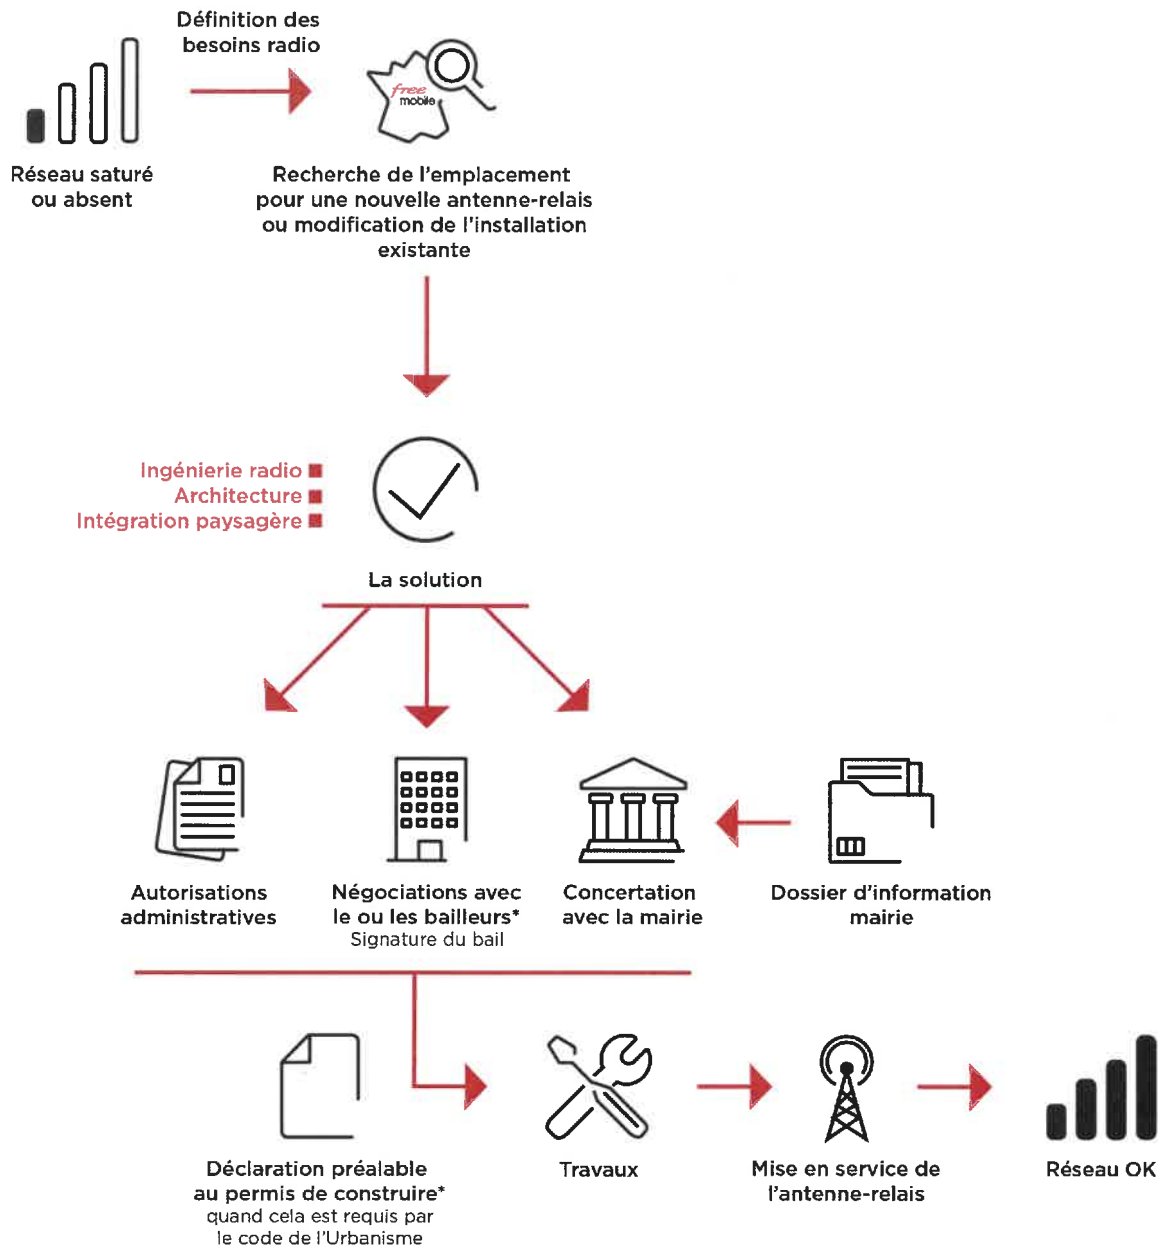 Définition des
besoins radio
free
mobile
Réseau saturé
ou absent
Recherche de l'emplacement
pour une nouvelle antenne-relais
ou modification de l'installation
existante
Ingénierie radio
Architecture
Intégration paysagère
La solution
Autorisations
administratives
Négociations avec
le ou les bailleurs*
Signature du bail
Concertation
avec la mairie
Dossier d'information
mairie
Déclaration préalable
au permis de construire*
quand cela est requis par
le code de l'Urbanisme
Travaux
Mise en service de
l'antenne-relais
Réseau OK